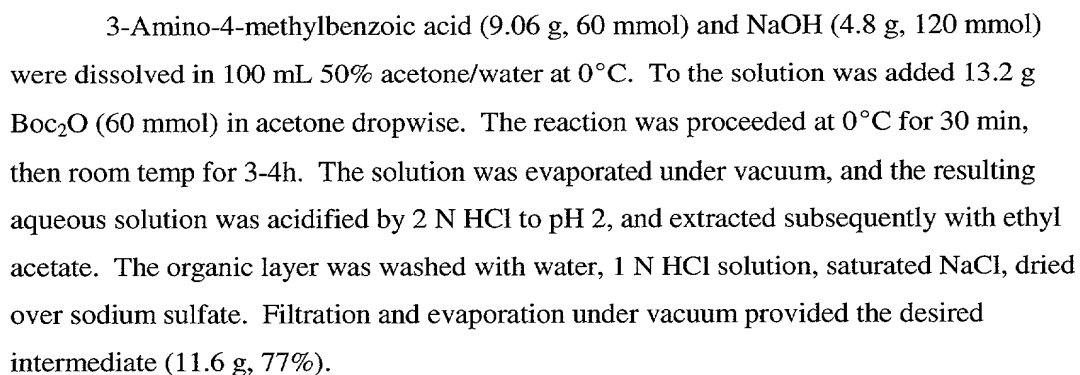 3-Amino-4-methylbenzoic acid (9.06 g, 60 mmol) and NaOH (4.8 g, 120 mmol)
were dissolved in 100 mL 50% acetone/water at 0°C. To the solution was added 13.2 g
Boc₂O (60 mmol) in acetone dropwise. The reaction was proceeded at 0°C for 30 min,
then room temp for 3-4h. The solution was evaporated under vacuum, and the resulting
aqueous solution was acidified by 2 N HCl to pH 2, and extracted subsequently with ethyl
acetate. The organic layer was washed with water, 1 N HCl solution, saturated NaCl, dried
over sodium sulfate. Filtration and evaporation under vacuum provided the desired
intermediate (11.6 g, 77%).